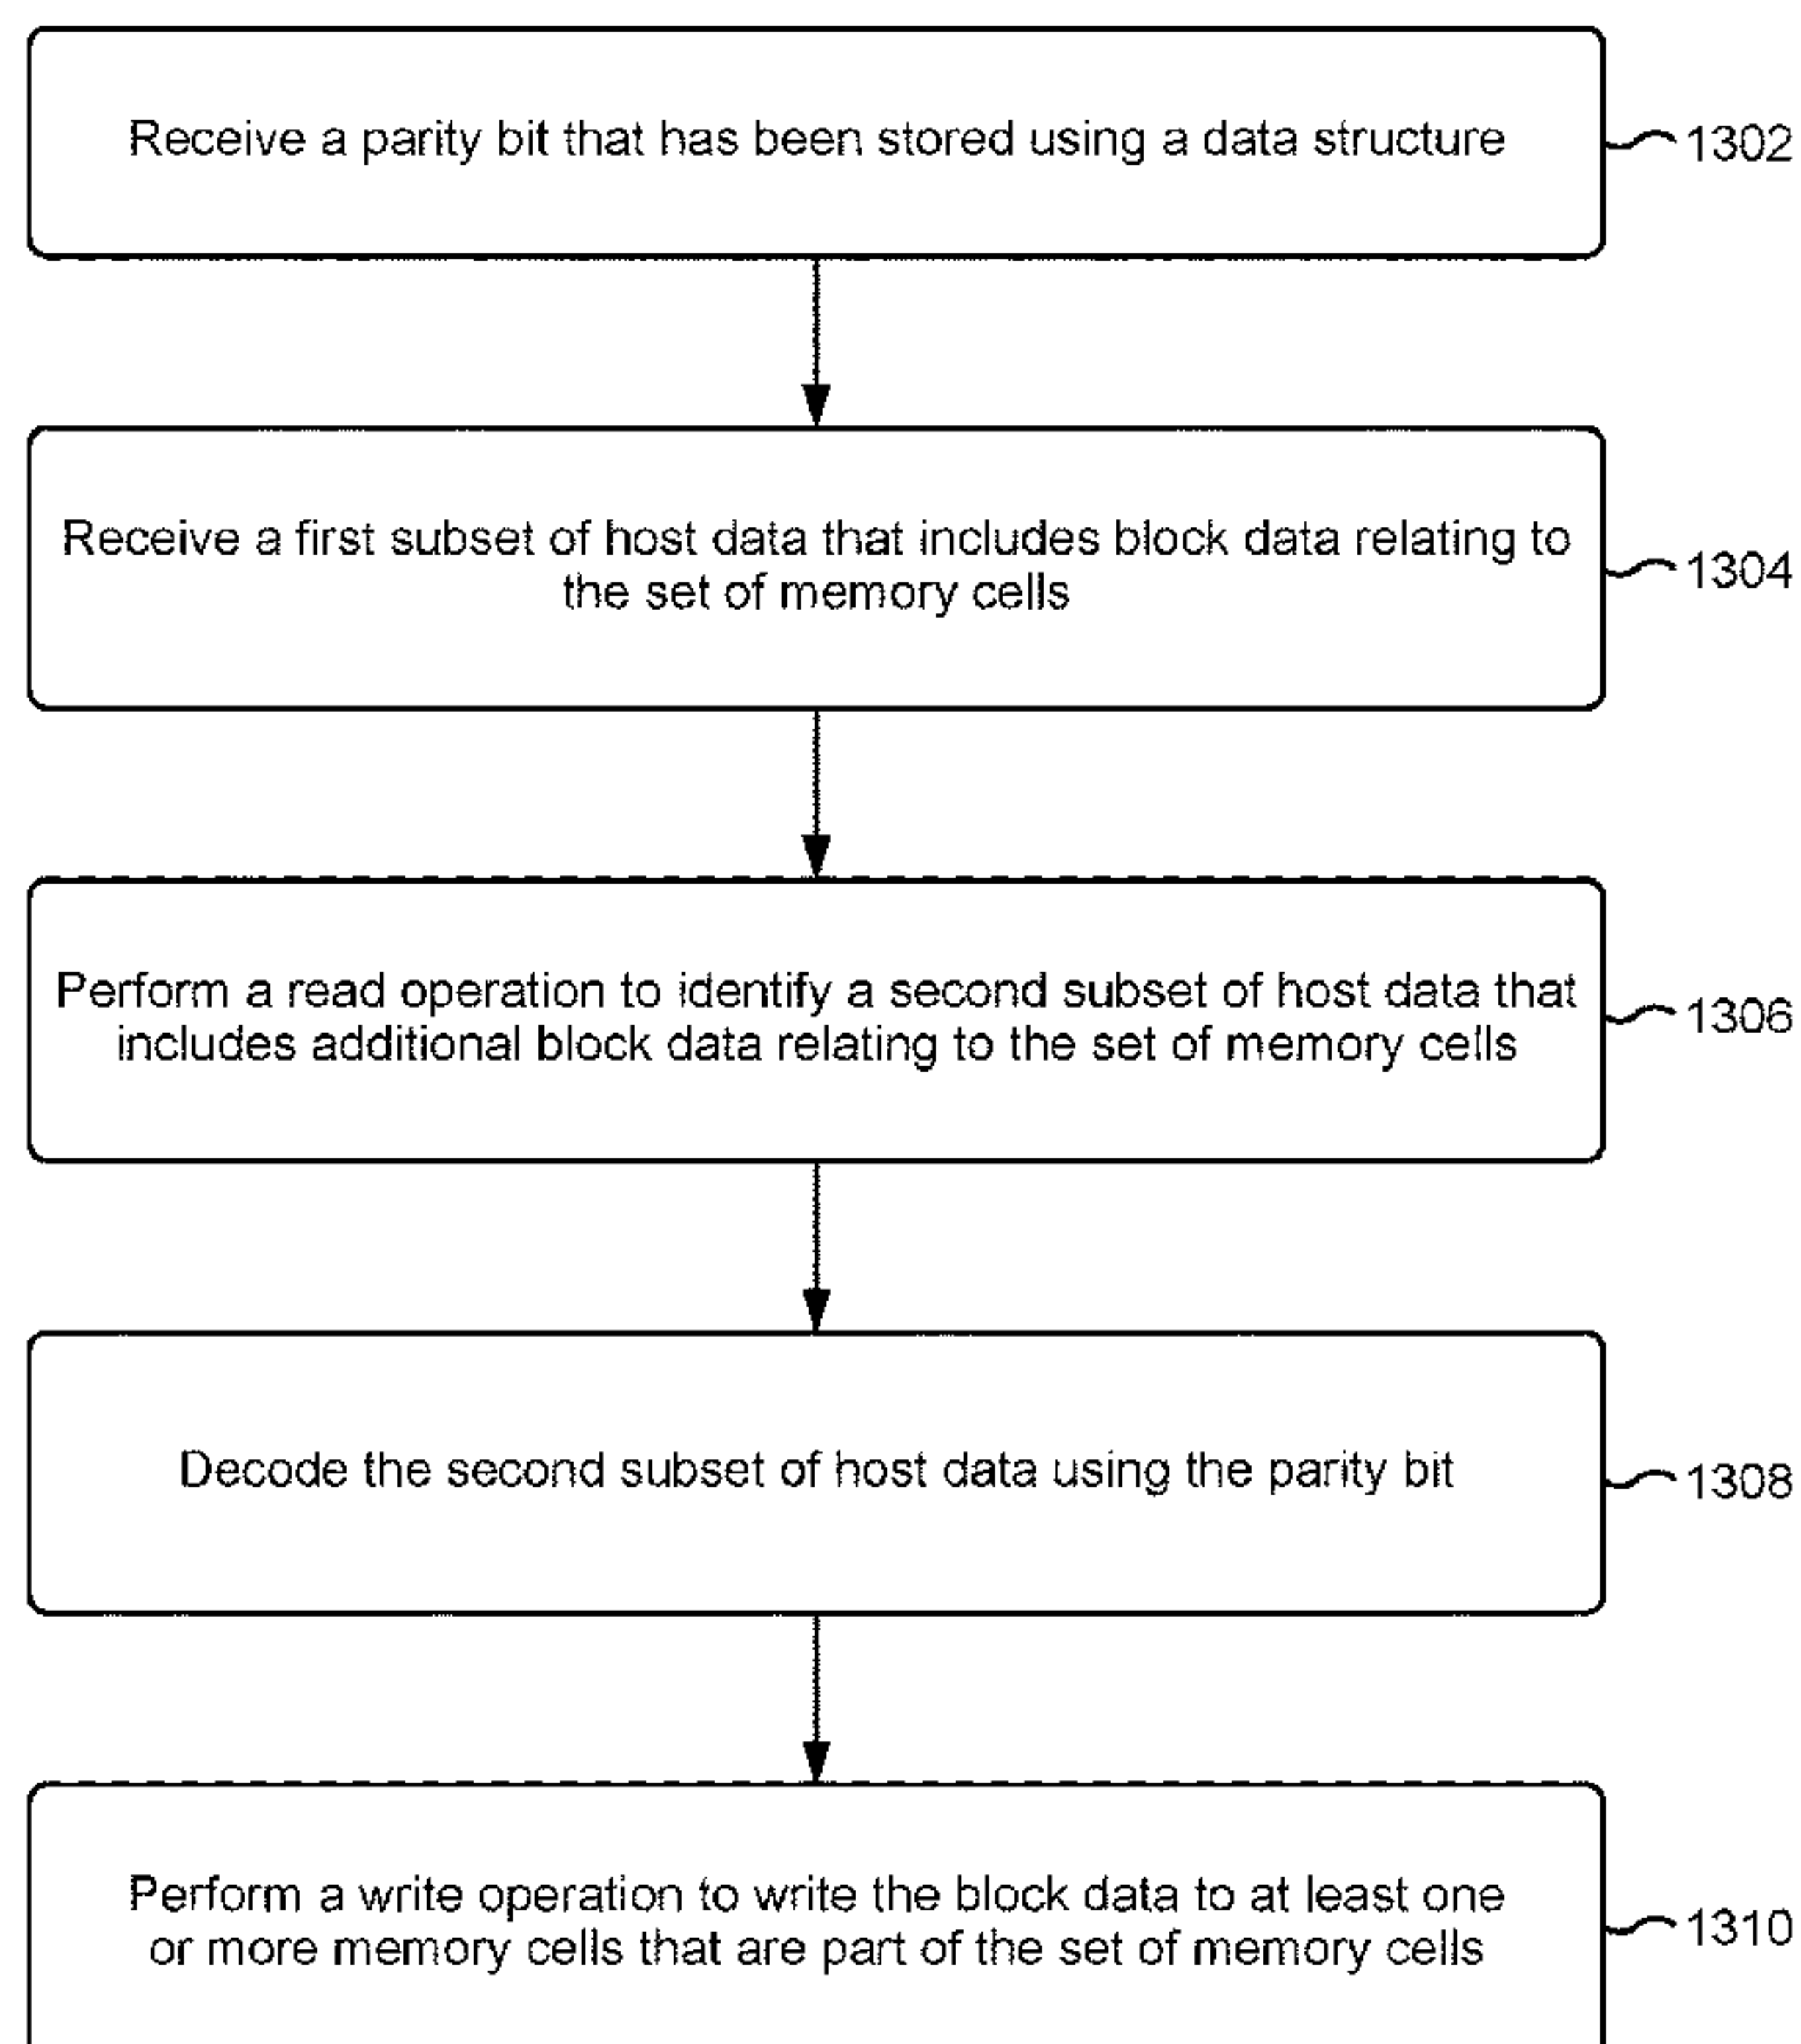 Receive a parity bit that has been stored using a data structure
1302
Receive a first subset of host data that includes block data relating to
the set of memory cells
1304
Perform a read operation to identify a second subset of host data that
includes additional block data relating to the set of memory cells
1306
Decode the second subset of host data using the parity bit
1308
Perform a write operation to write the block data to at least one
or more memory cells that are part of the set of memory cells
1310